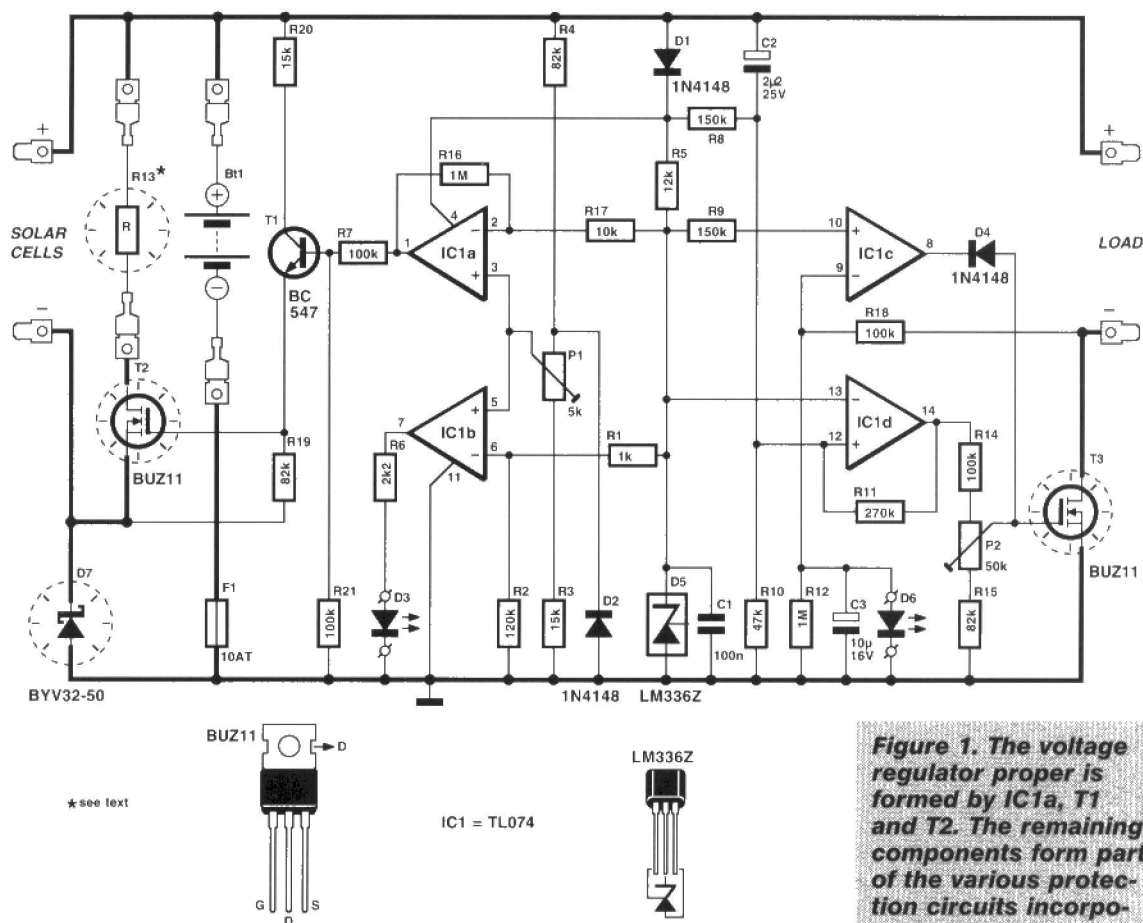 R20
15k
R4
82k
D1
1N4148
C2
2µ2
25V
150k
R8
+
R13*
R
Bt1
+
−
SOLAR
CELLS
−
T1
BC
547
R7
100k
R16
1M
4
1
2
3
IC1a
+
−
R17
10k
R5
12k
R9
150k
10
9
8
IC1c
+
−
D4
1N4148
+
LOAD
−
R18
100k
P1
5k
T2
BUZ11
R19
82k
5
6
7
11
IC1b
+
−
R6
2k2
R1
1k
13
12
14
IC1d
−
+
R11
270k
R14
100k
P2
50k
T3
BUZ11
D7
BYV32-50
F1
10AT
R21
100k
D3
R2
120k
R3
15k
D2
1N4148
D5
LM336Z
C1
100n
R10
47k
R12
1M
C3
10µ
16V
D6
R15
82k
BUZ11
D
G
D
S
LM336Z
* see text
IC1 = TL074
Figure 1. The voltage
regulator proper is
formed by IC1a, T1
and T2. The remaining
components form part
of the various protec-
tion circuits incorpo-